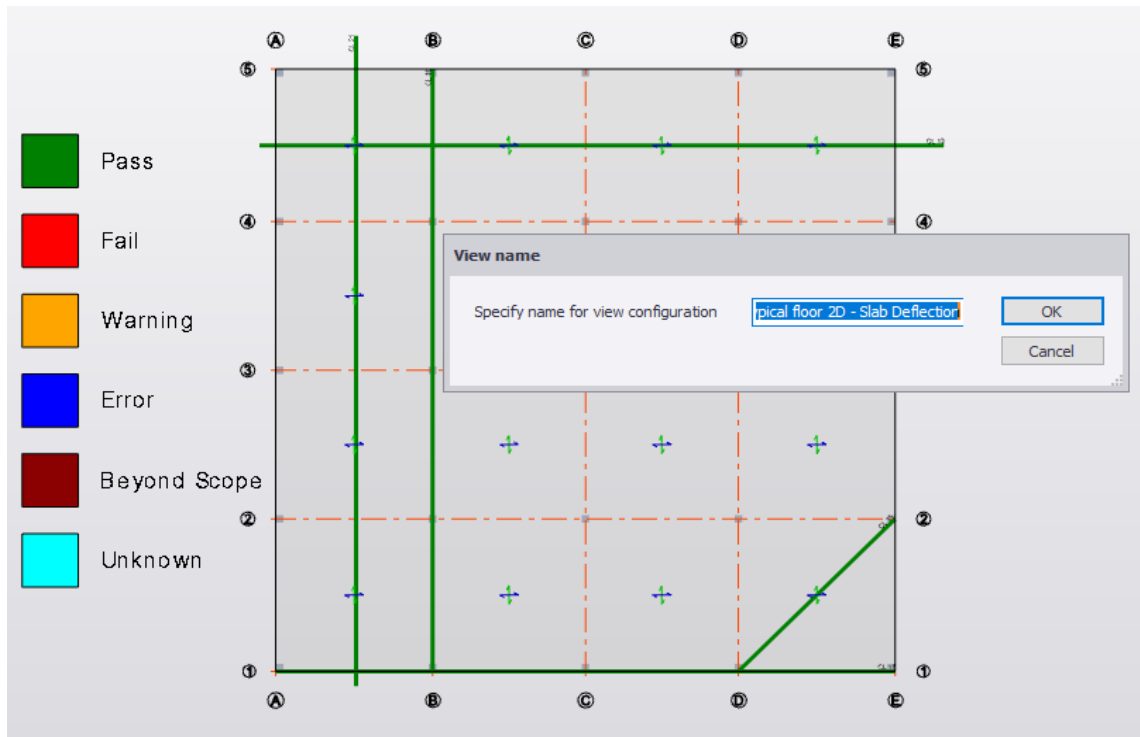 A B C D E
5 5
Pass
4 4
Fail
View name
Warning
Specify name for view configuration
pical floor 2D - Slab Deflection
OK
Cancel
3
Error
Beyond Scope
2 2
Unknown
1 1
A B C D E